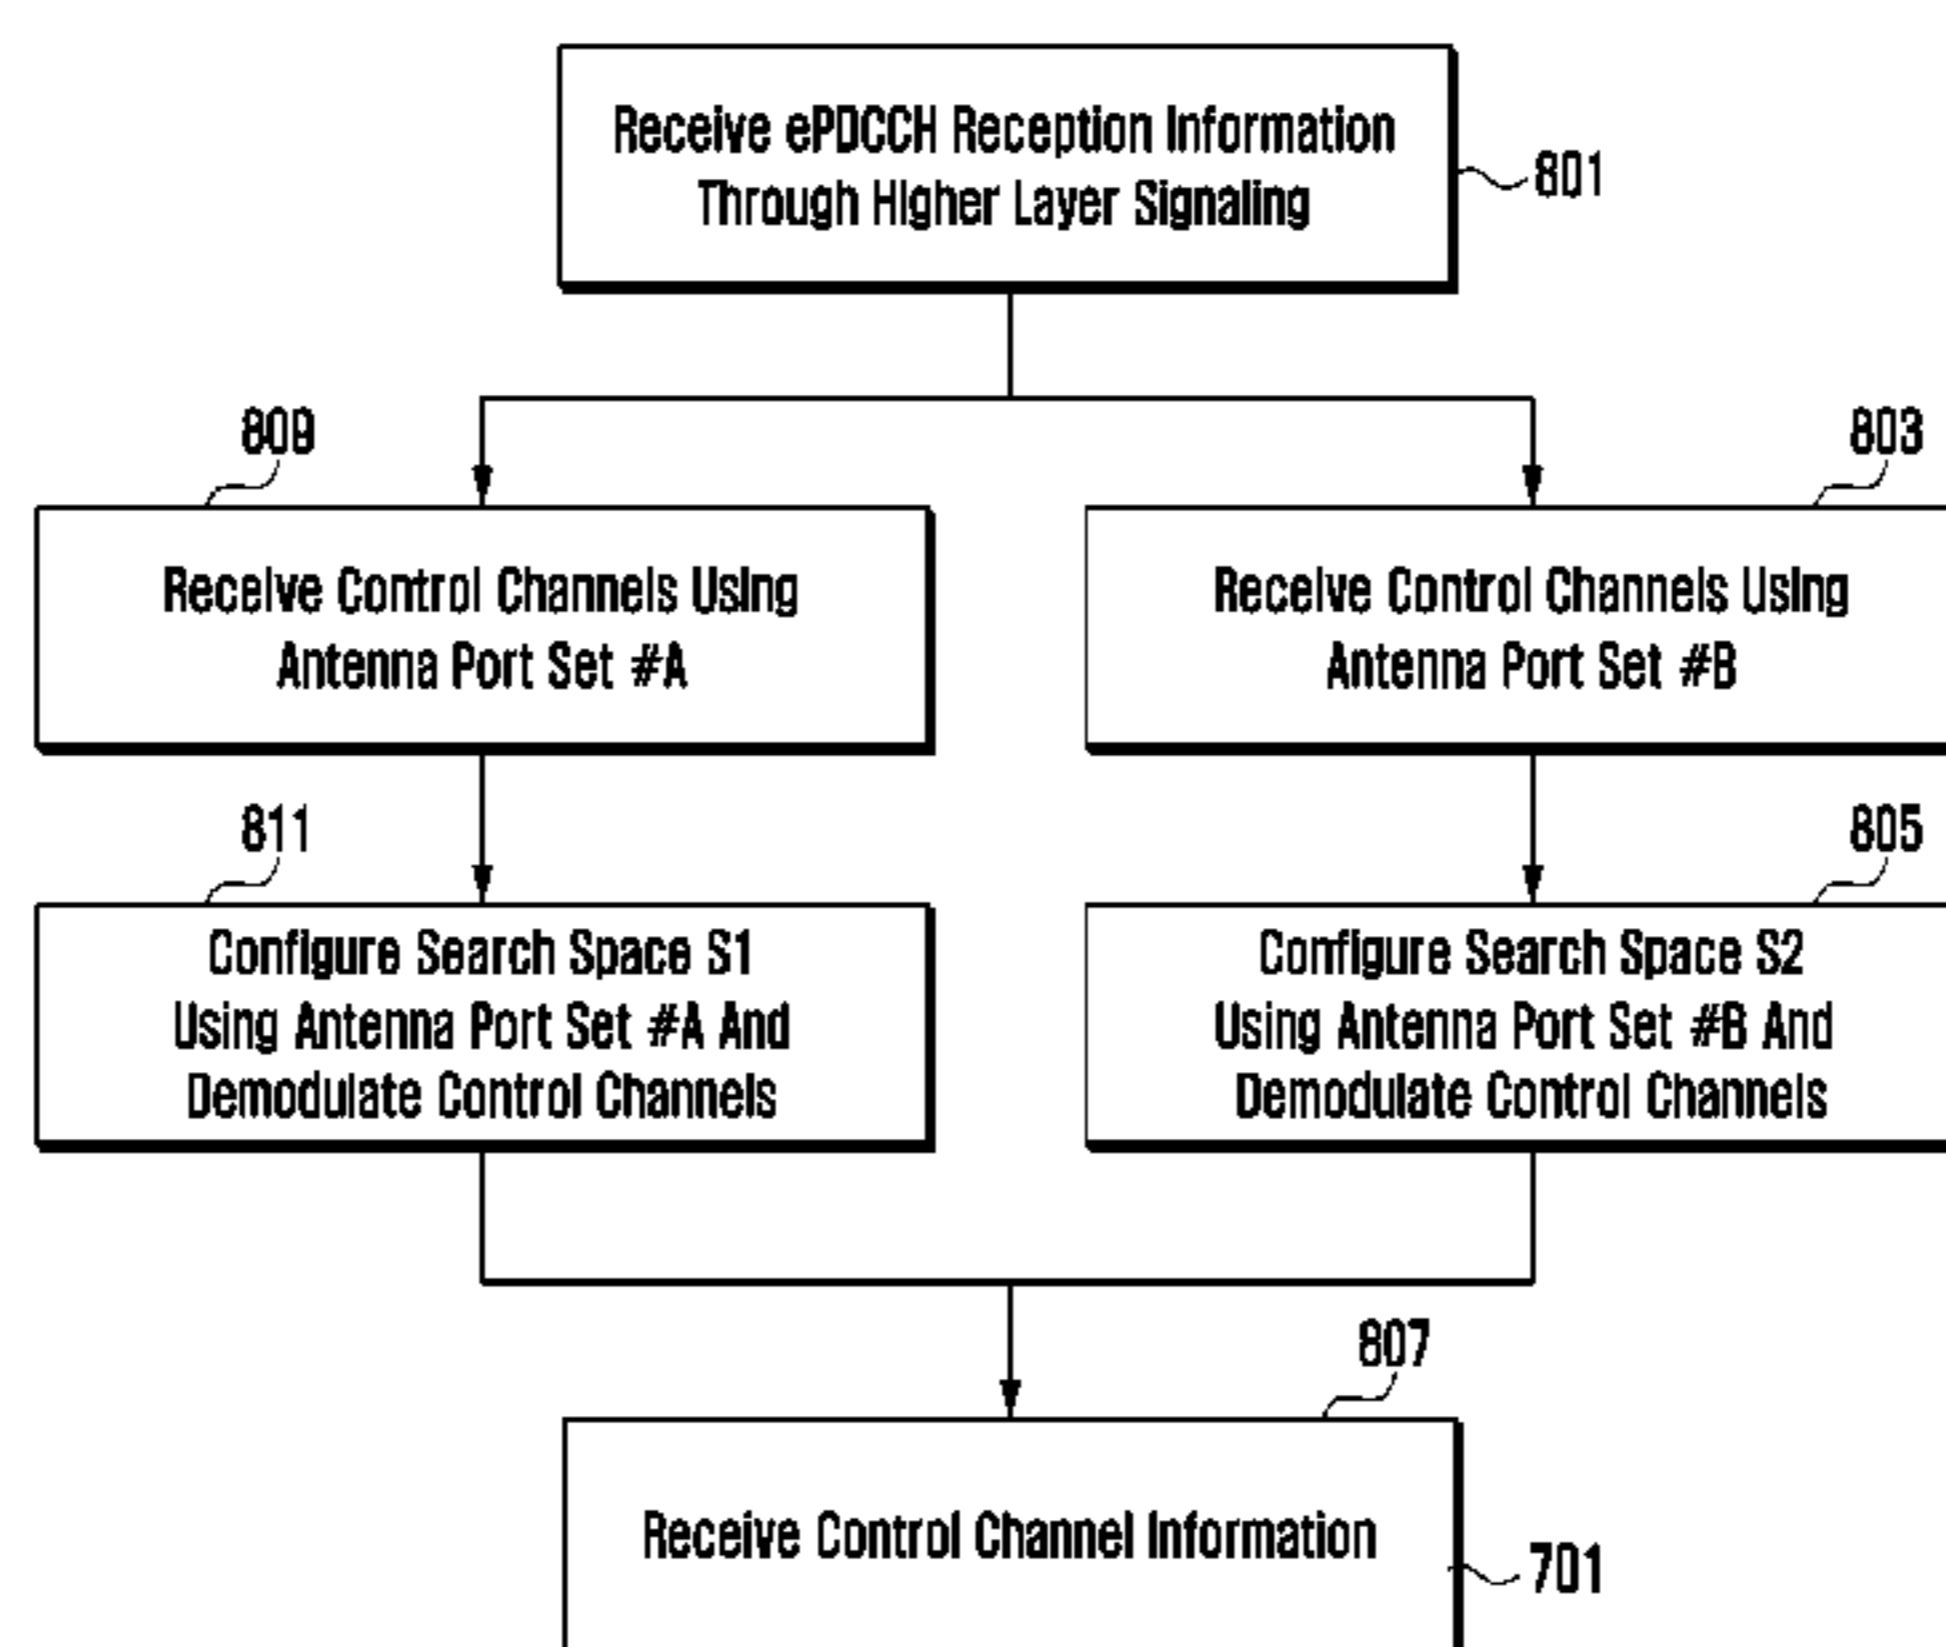 Receive ePDCCH Reception Information
Through Higher Layer Signaling
801
809
803
Receive Control Channels Using
Antenna Port Set #A
Receive Control Channels Using
Antenna Port Set #B
811
805
Configure Search Space S1
Using Antenna Port Set #A And
Demodulate Control Channels
Configure Search Space S2
Using Antenna Port Set #B And
Demodulate Control Channels
807
Receive Control Channel Information
701